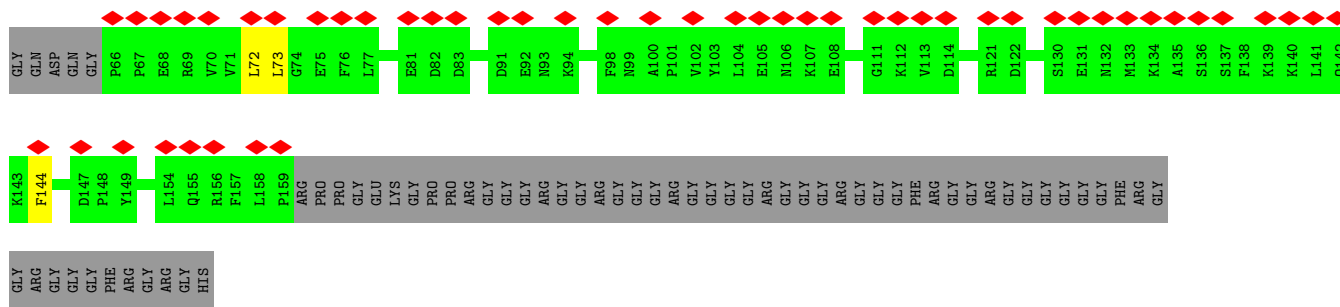 GLY GLN ASP GLN GLY P66 P67 E68 R69 V70 V71 L72 L73 G74 E75 F76 L77 E81 D82 D83 D91 E92 N93 K94 F98 N99 A100 P101 V102 Y103 L104 E105 N106 K107 E108 G111 K112 V113 D114 R121 D122 S130 E131 N132 M133 K134 A135 S136 S137 F138 K139 K140 L141
K143 F144 D147 P148 Y149 L154 Q155 R156 F157 L158 P159 ARG PRO PRO GLY GLU LYS GLY PRO PRO ARG GLY GLY GLY ARG GLY GLY ARG GLY GLY GLY ARG GLY GLY GLY GLY ARG GLY GLY GLY ARG GLY GLY GLY PHE ARG GLY GLY ARG GLY GLY GLY GLY GLY GLY PHE ARG GLY
GLY ARG GLY GLY GLY PHE ARG GLY ARG GLY HIS